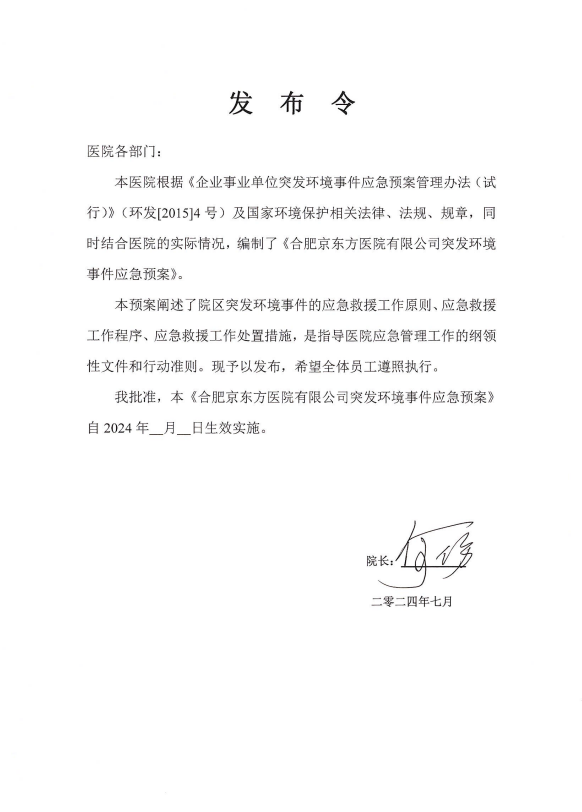 发 布 令
医院各部门：
本医院根据《企业事业单位突发环境事件应急预案管理办法（试
行）》（环发[2015]4 号）及国家环境保护相关法律、法规、规章，同
时结合医院的实际情况，编制了《合肥京东方医院有限公司突发环境
事件应急预案》。
本预案阐述了院区突发环境事件的应急救援工作原则、应急救援
工作程序、应急救援工作处置措施，是指导医院应急管理工作的纲领
性文件和行动准则。现予以发布，希望全体员工遵照执行。
我批准，本《合肥京东方医院有限公司突发环境事件应急预案》
自 2024 年__月__日生效实施。
院长：
二零二四年七月